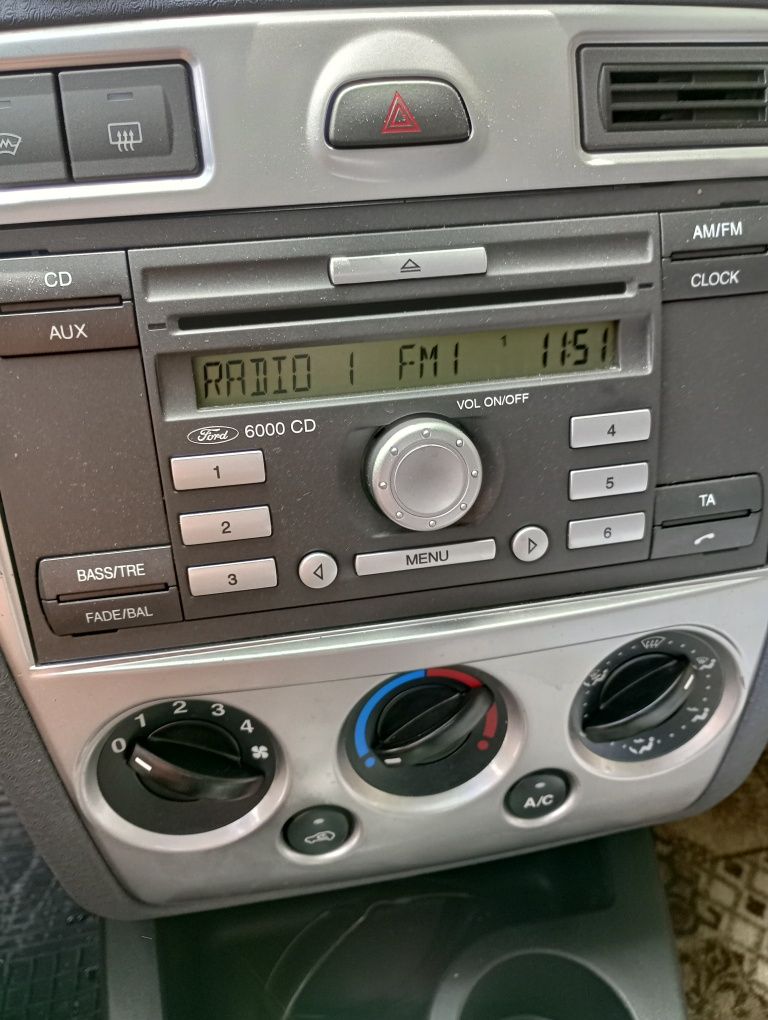 CD
AUX
AM/FM
CLOCK
RADIO 1 FM1 1 11:51
Ford 6000 CD
VOL ON/OFF
1
2
3
4
5
6
MENU
TA
BASS/TRE
FADE/BAL
0 1 2 3 4
A/C